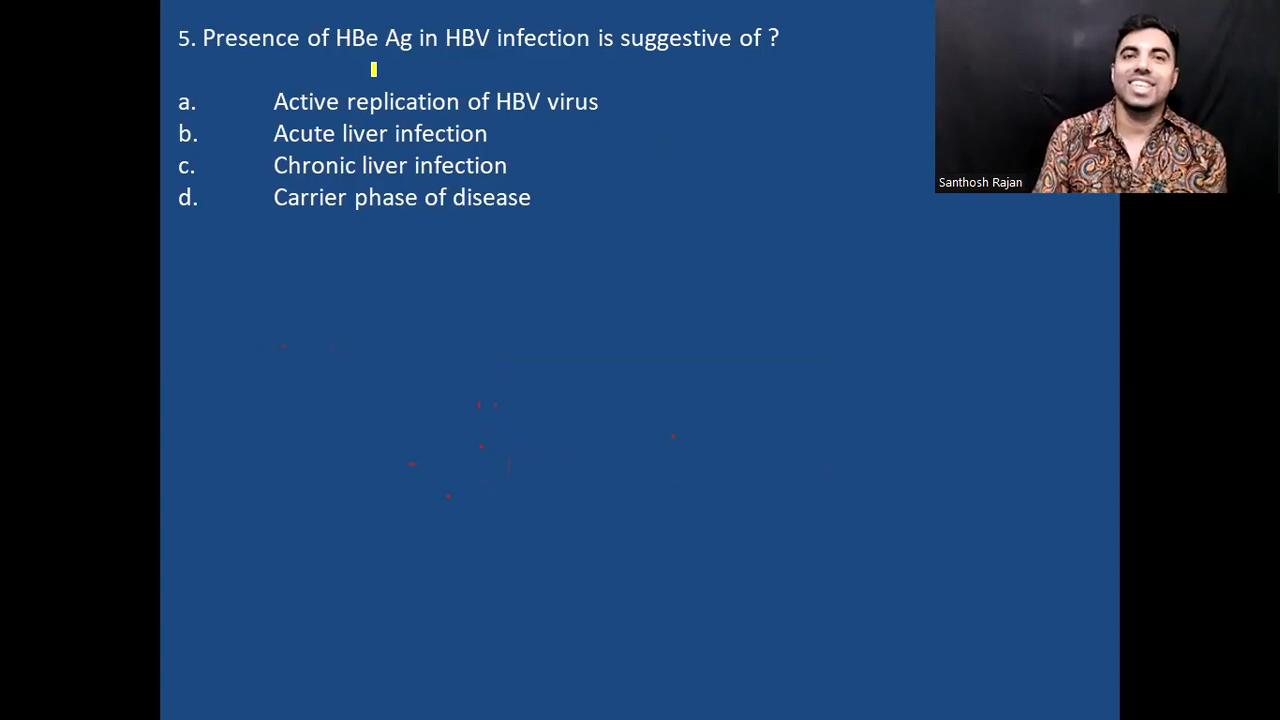 5. Presence of HBe Ag in HBV infection is suggestive of ?
a. Active replication of HBV virus
b. Acute liver infection
c. Chronic liver infection
d. Carrier phase of disease
Santhosh Rajan